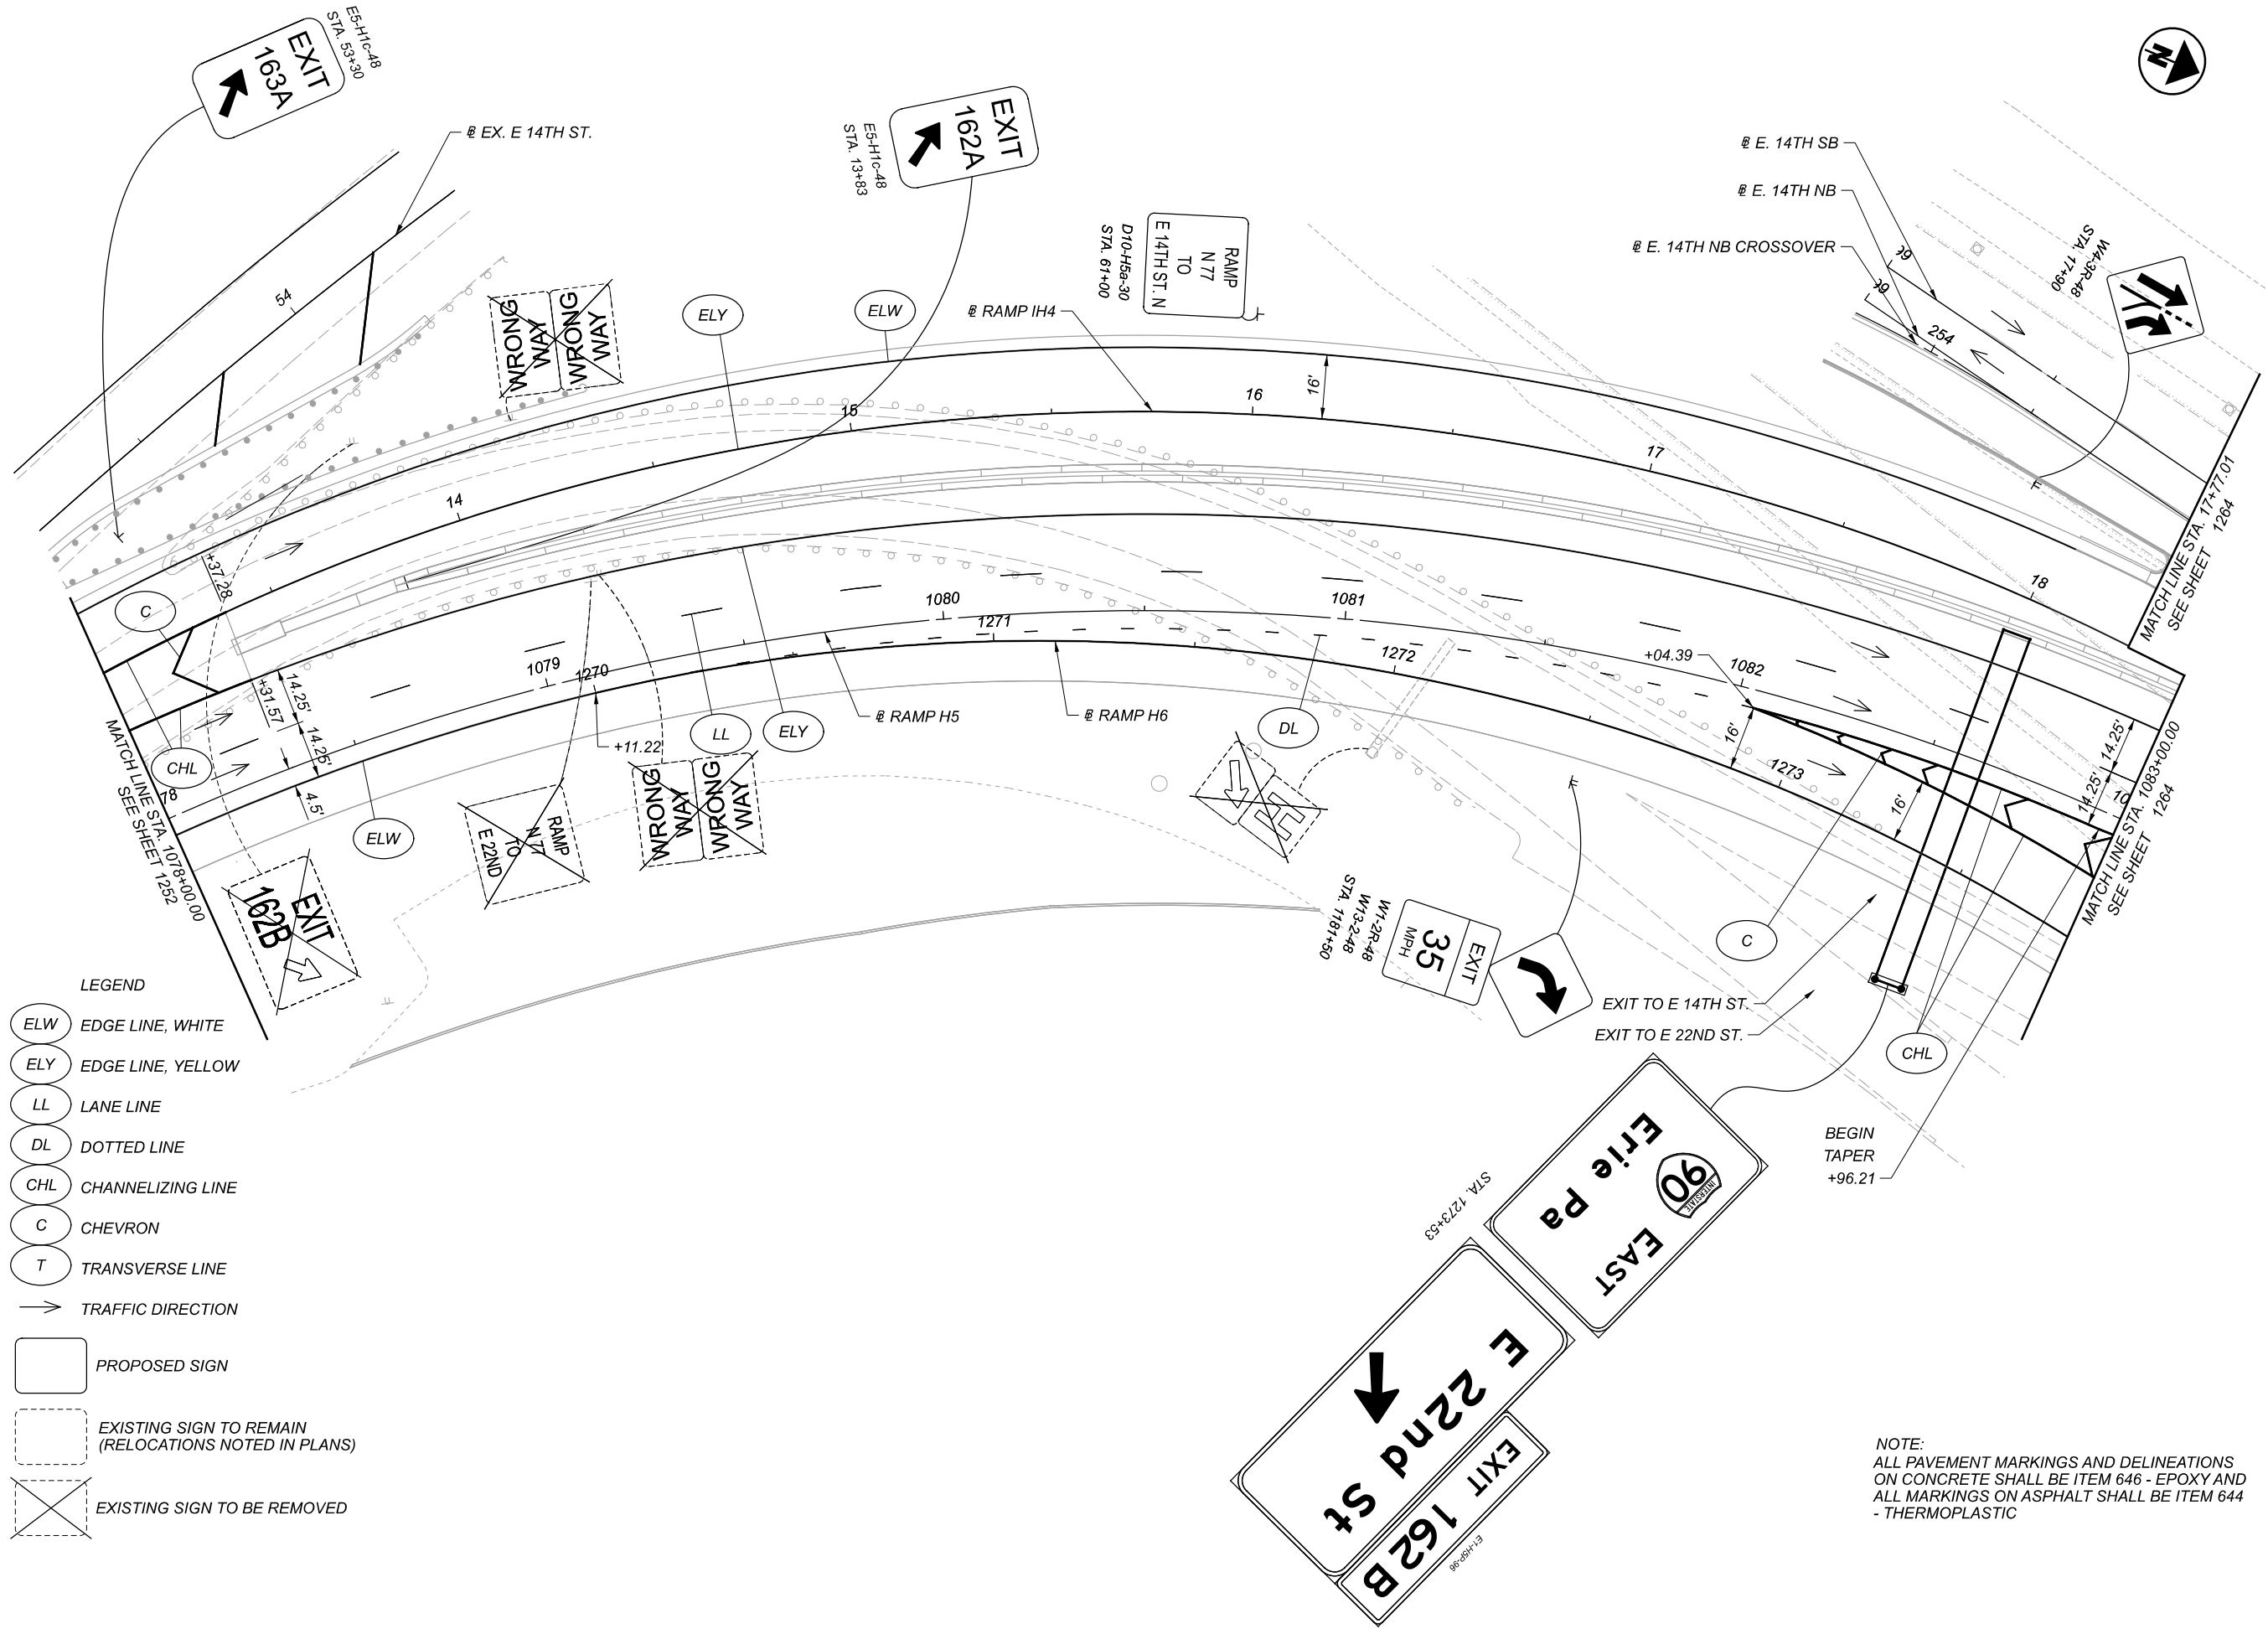 E5-H1c-48
STA. 53+30
EXIT
163A
℄ EX. E 14TH ST.
54
E5-H1c-48
STA. 13+83
EXIT
162A
RAMP
N 77
TO
E 14TH ST. N
D10-H5a-30
STA. 61+00
N
℄ E. 14TH SB
℄ E. 14TH NB
℄ E. 14TH NB CROSSOVER
W4-3R-48
STA. 17+90
254
WRONG
WAY
WRONG
WAY
ELY
ELW
℄ RAMP IH4
16'
14
15
16
17
18
MATCH LINE STA. 17+77.01
SEE SHEET 1264
+37.28
C
+31.57
14.25'
14.25'
4.5'
CHL
78
MATCH LINE STA. 1078+00.00
SEE SHEET 1252
1079
1080
1081
1082
10
1270
1271
1272
1273
+11.22
LL
ELY
℄ RAMP H5
℄ RAMP H6
DL
+04.39
16'
16'
14.25'
14.25'
MATCH LINE STA. 1083+00.00
SEE SHEET 1264
ELW
EXIT
162B
RAMP
N 77
TO
E 22ND
WRONG
WAY
WRONG
WAY
H
W1-2R-48
W13-2-48
STA. 1181+50
EXIT
35
MPH
C
EXIT TO E 14TH ST.
EXIT TO E 22ND ST.
CHL
BEGIN
TAPER
+96.21
STA. 1273+53
EAST
INTERSTATE
90
Erie Pa
EXIT 162 B
E 22nd St
E1-H5P-96
LEGEND
ELW EDGE LINE, WHITE
ELY EDGE LINE, YELLOW
LL LANE LINE
DL DOTTED LINE
CHL CHANNELIZING LINE
C CHEVRON
T TRANSVERSE LINE
TRAFFIC DIRECTION
PROPOSED SIGN
EXISTING SIGN TO REMAIN
(RELOCATIONS NOTED IN PLANS)
EXISTING SIGN TO BE REMOVED
NOTE:
ALL PAVEMENT MARKINGS AND DELINEATIONS
ON CONCRETE SHALL BE ITEM 646 - EPOXY AND
ALL MARKINGS ON ASPHALT SHALL BE ITEM 644
- THERMOPLASTIC